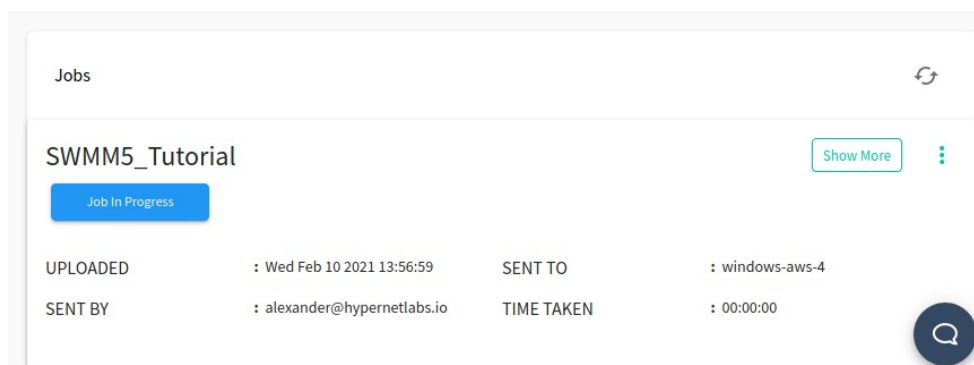 Jobs
SWMM5_Tutorial
Show More
Job In Progress
UPLOADED : Wed Feb 10 2021 13:56:59 SENT TO : windows-aws-4
SENT BY : alexander@hypernetlabs.io TIME TAKEN : 00:00:00